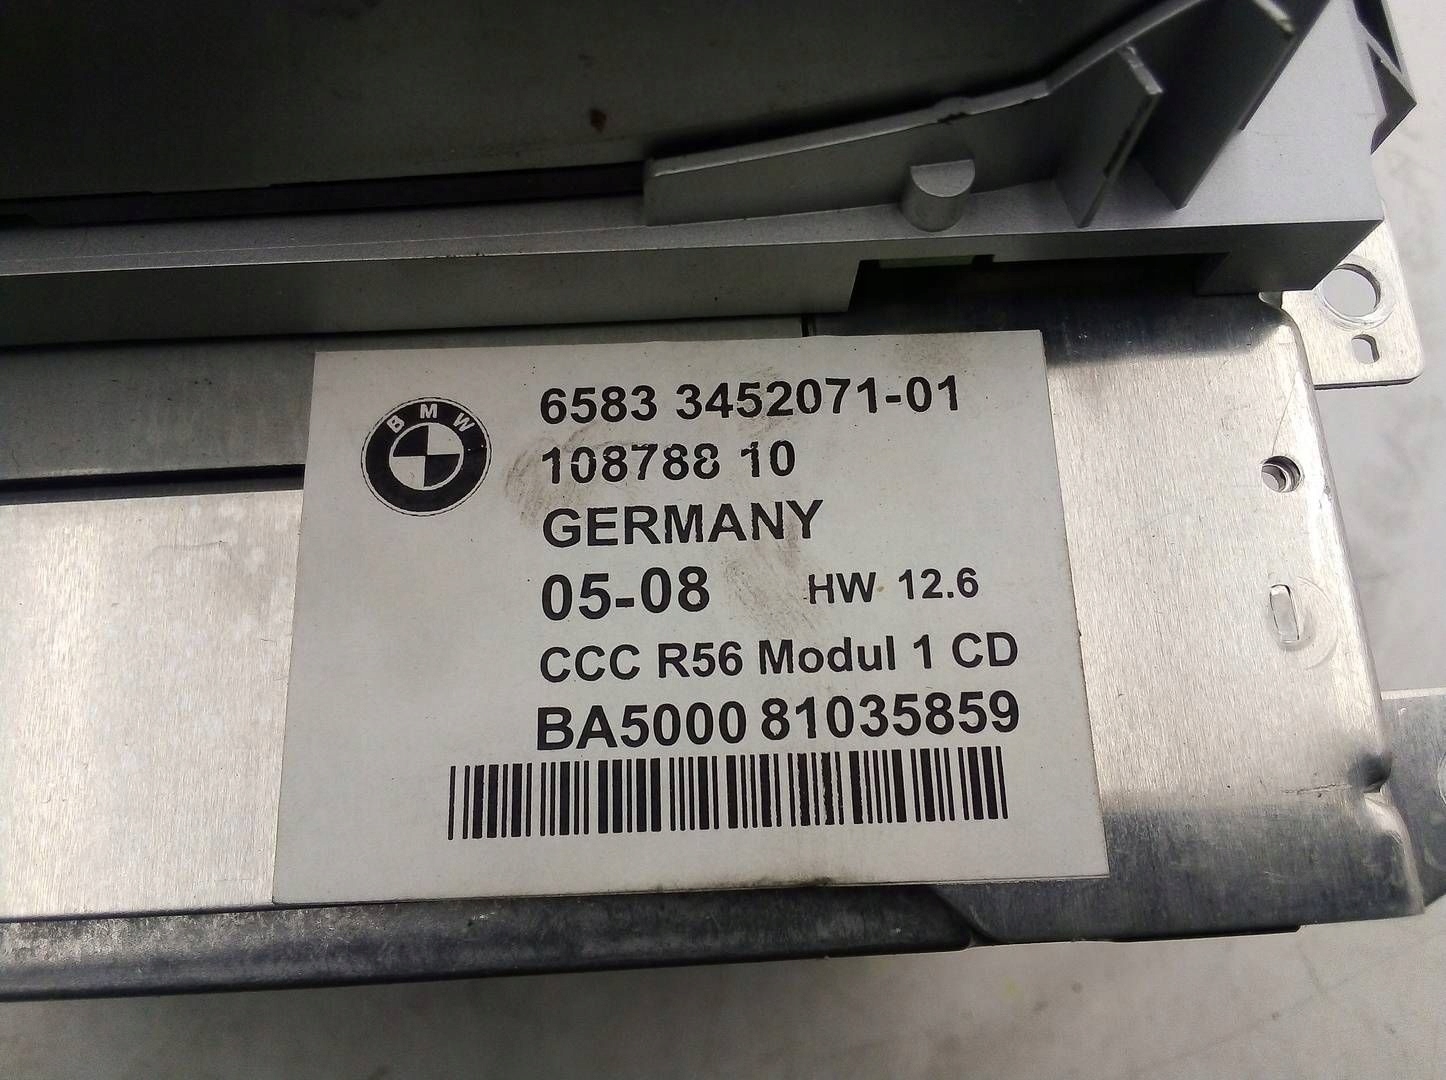 BMW
6583 3452071-01
108788 10
GERMANY
05-08 HW 12.6
CCC R56 Modul 1 CD
BA5000 81035859